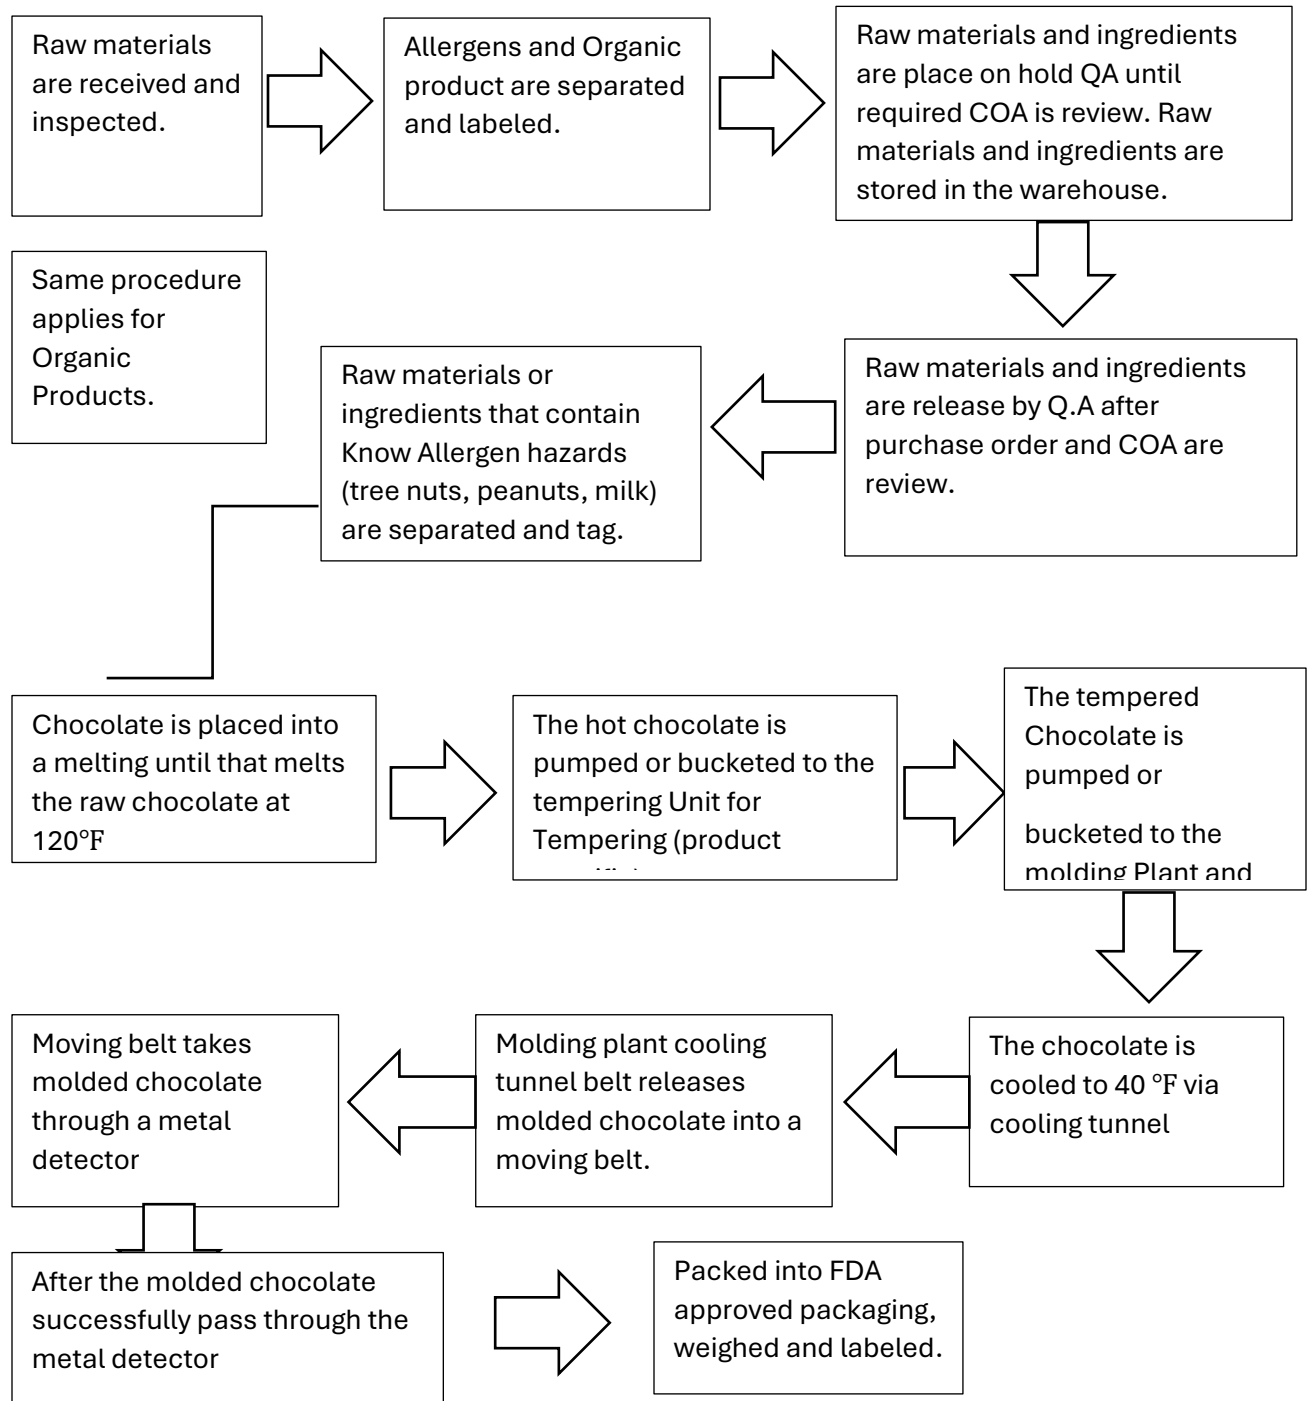 Raw materials
are received and
inspected.
Allergens and Organic
product are separated
and labeled.
Raw materials and ingredients
are place on hold QA until
required COA is review. Raw
materials and ingredients are
stored in the warehouse.
Same procedure
applies for
Organic
Products.
Raw materials or
ingredients that contain
Know Allergen hazards
(tree nuts, peanuts, milk)
are separated and tag.
Raw materials and ingredients
are release by Q.A after
purchase order and COA are
review.
Chocolate is placed into
a melting until that melts
the raw chocolate at
120°F
The hot chocolate is
pumped or bucketed to the
tempering Unit for
Tempering (product
The tempered
Chocolate is
pumped or
bucketed to the
molding Plant and
Moving belt takes
molded chocolate
through a metal
detector
Molding plant cooling
tunnel belt releases
molded chocolate into a
moving belt.
The chocolate is
cooled to 40 °F via
cooling tunnel
After the molded chocolate
successfully pass through the
metal detector
Packed into FDA
approved packaging,
weighed and labeled.